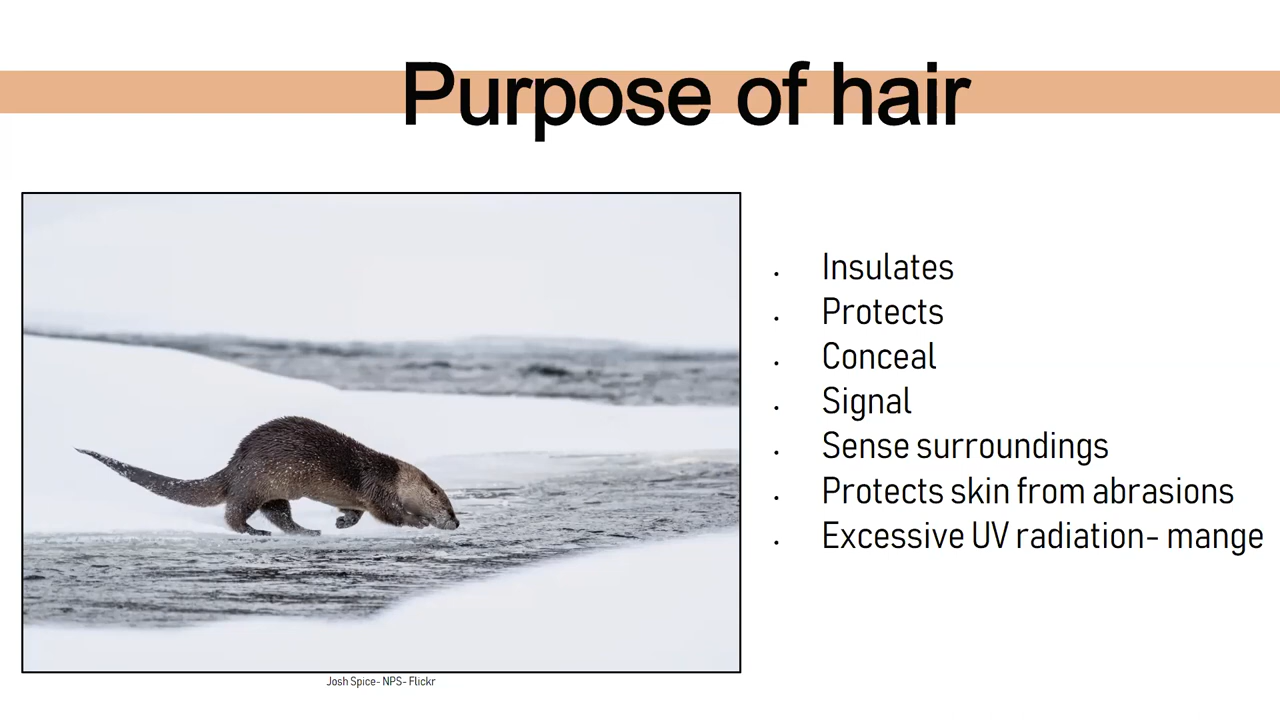 Purpose of hair
Insulates
Protects
Conceal
Signal
Sense surroundings
Protects skin from abrasions
Excessive UV radiation- mange
Josh Spice- NPS- Flickr